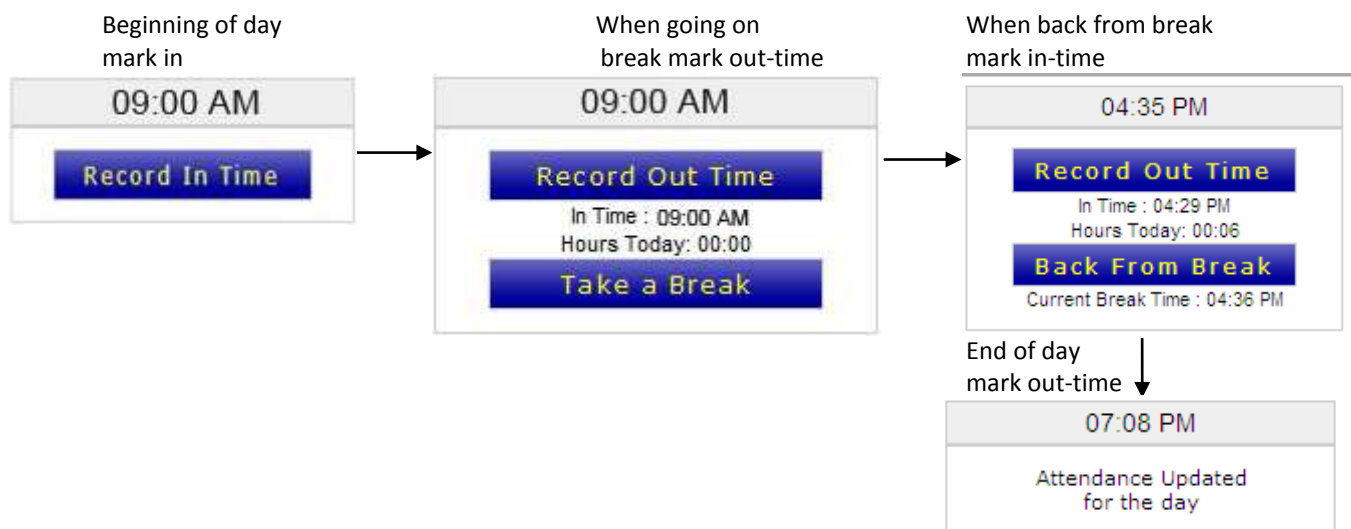 Beginning of day
mark in
09:00 AM
Record In Time
When going on
break mark out-time
09:00 AM
Record Out Time
In Time : 09:00 AM
Hours Today: 00:00
Take a Break
When back from break
mark in-time
04:35 PM
Record Out Time
In Time : 04:29 PM
Hours Today: 00:06
Back From Break
Current Break Time : 04:36 PM
End of day
mark out-time
07:08 PM
Attendance Updated
for the day